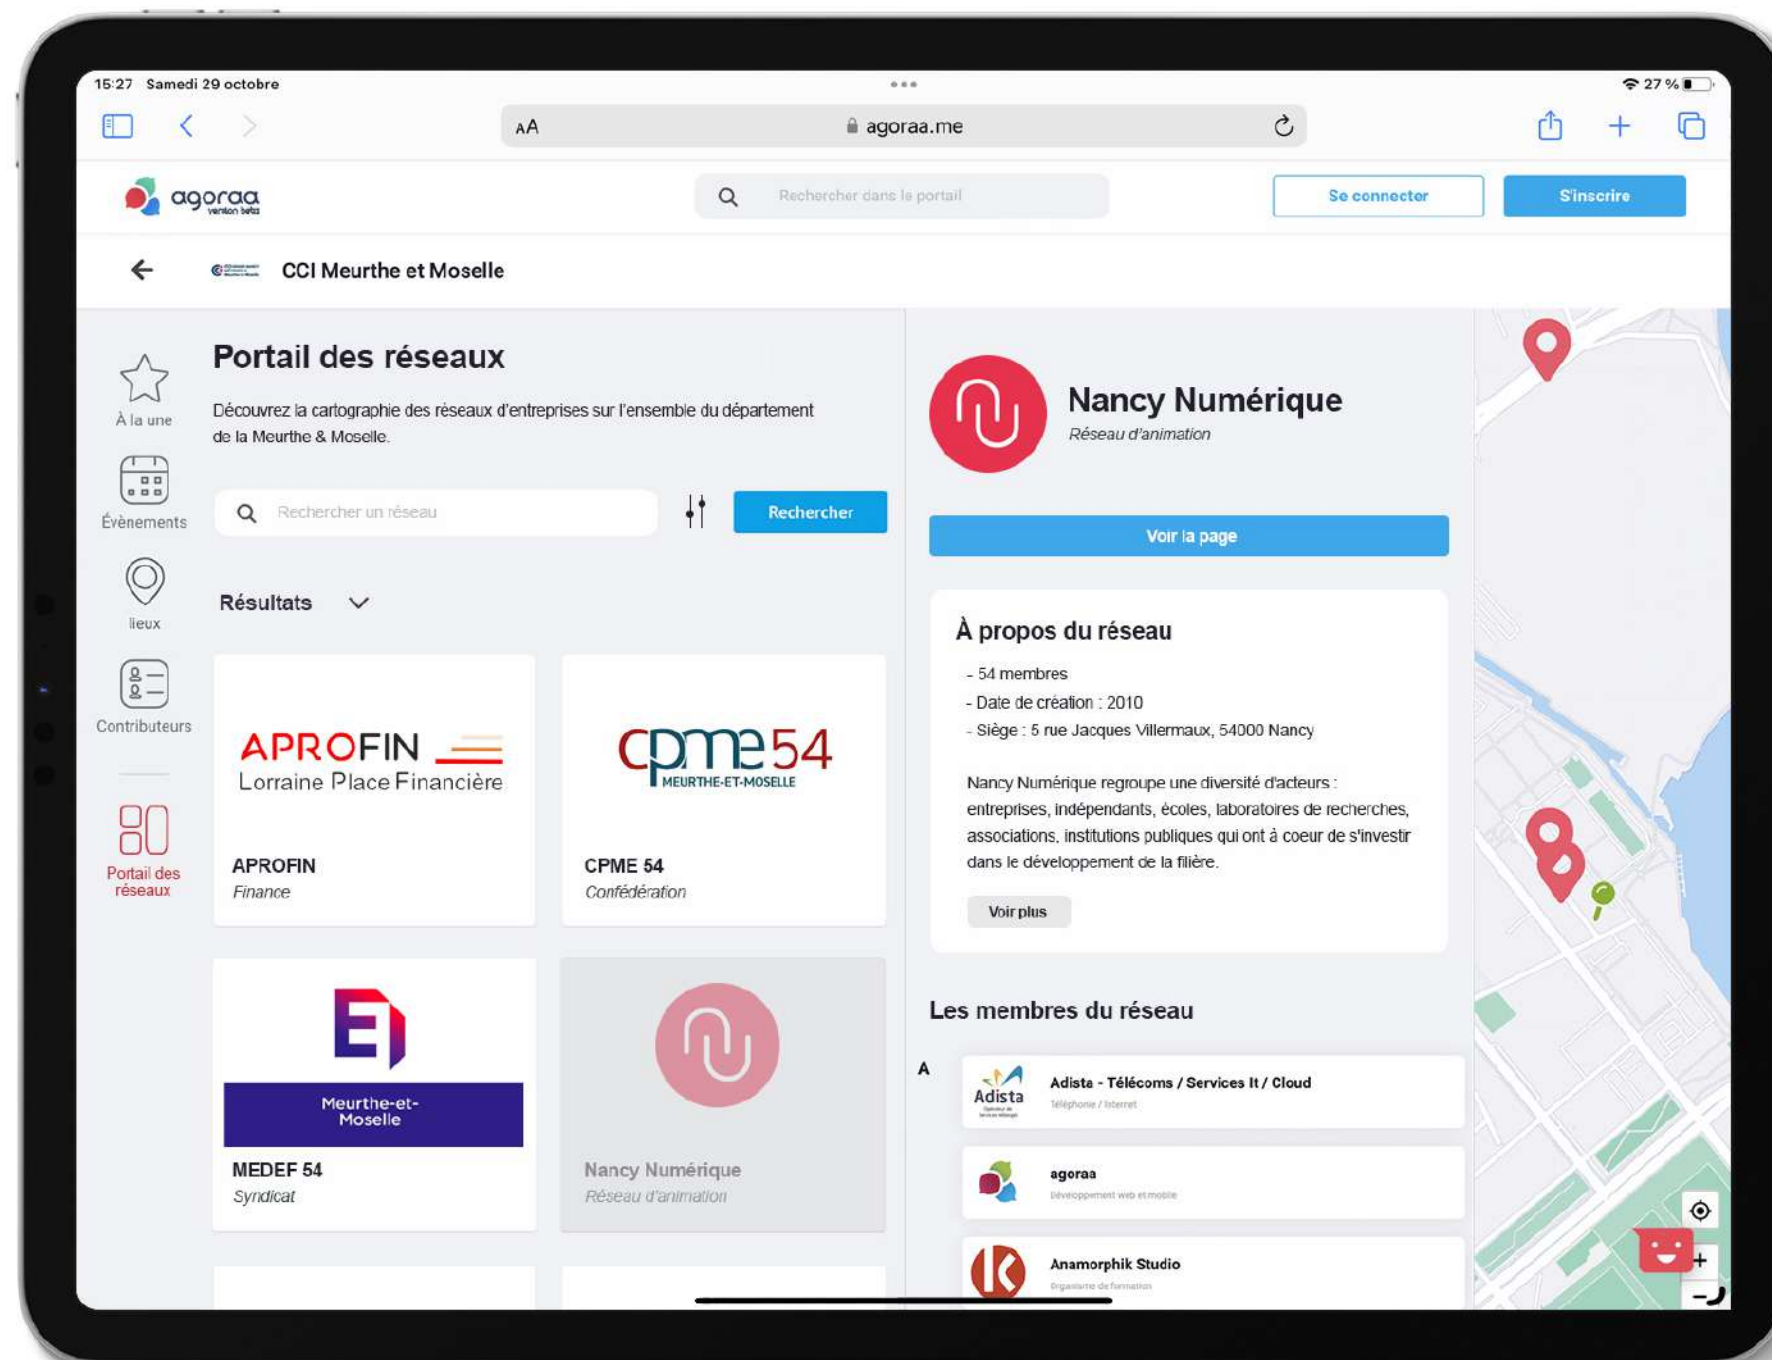 15:27 Samedi 29 octobre
27 %
AA
agoraa.me
agoraa
version beta
Rechercher dans le portail
Se connecter
S'inscrire
CCI Meurthe et Moselle
À la une
Évènements
lieux
Contributeurs
Portail des
réseaux
Portail des réseaux
Découvrez la cartographie des réseaux d'entreprises sur l'ensemble du département
de la Meurthe & Moselle.
Rechercher un réseau
Rechercher
Résultats
APROFIN
Lorraine Place Financière
APROFIN
Finance
cpme54
MEURTHE-ET-MOSELLE
CPME 54
Confédération
Meurthe-et-
Moselle
MEDEF 54
Syndicat
Nancy Numérique
Réseau d'animation
Nancy Numérique
Réseau d'animation
Voir la page
À propos du réseau
- 54 membres
- Date de création : 2010
- Siège : 5 rue Jacques Villermaux, 54000 Nancy
Nancy Numérique regroupe une diversité d'acteurs :
entreprises, indépendants, écoles, laboratoires de recherches,
associations, institutions publiques qui ont à coeur de s'investir
dans le développement de la filière.
Voir plus
Les membres du réseau
A
Adista
Adista - Télécoms / Services It / Cloud
Téléphonie / Internet
agoraa
Développement web et mobile
Anamorphik Studio
Organisme de formation